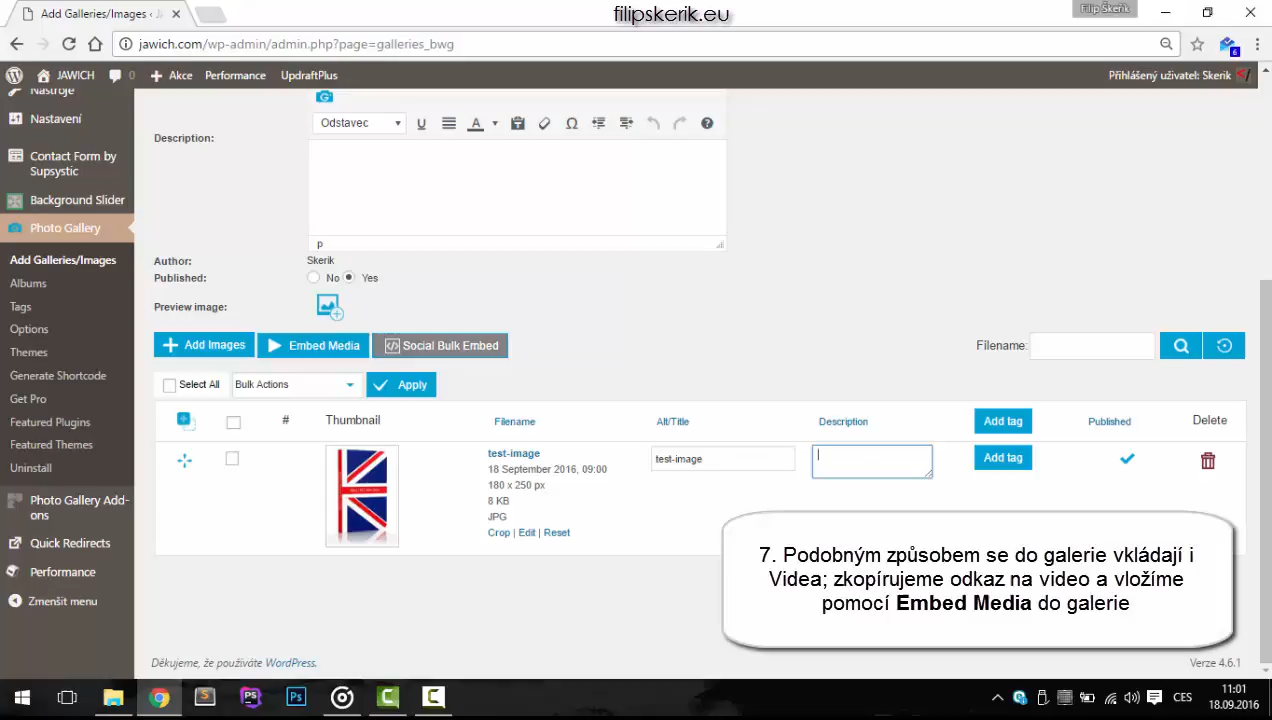 Add Galleries/Images ‹ J
filipskerik.eu
Filip Škeřík
jawich.com/wp-admin/admin.php?page=galleries_bwg
6
JAWICH
0
Akce
Performance
UpdraftPlus
Přihlášený uživatel: Skerik
Nástroje
Nastavení
Contact Form by
Supsystic
Background Slider
Photo Gallery
Add Galleries/Images
Albums
Tags
Options
Themes
Generate Shortcode
Get Pro
Featured Plugins
Featured Themes
Uninstall
Photo Gallery Add-
ons
Quick Redirects
Performance
Zmenšit menu
Odstavec
Description:
p
Author: Skerik
Published: No Yes
Preview image:
Add Images
Embed Media
Social Bulk Embed
Filename:
Select All
Bulk Actions
Apply
# Thumbnail Filename Alt/Title Description Add tag Published Delete
test-image
18 September 2016, 09:00
180 x 250 px
8 KB
JPG
Crop | Edit | Reset
test-image
Add tag
7. Podobným způsobem se do galerie vkládají i
Videa; zkopírujeme odkaz na video a vložíme
pomocí Embed Media do galerie
Děkujeme, že používáte WordPress.
Verze 4.6.1
CES
11:01
18.09.2016